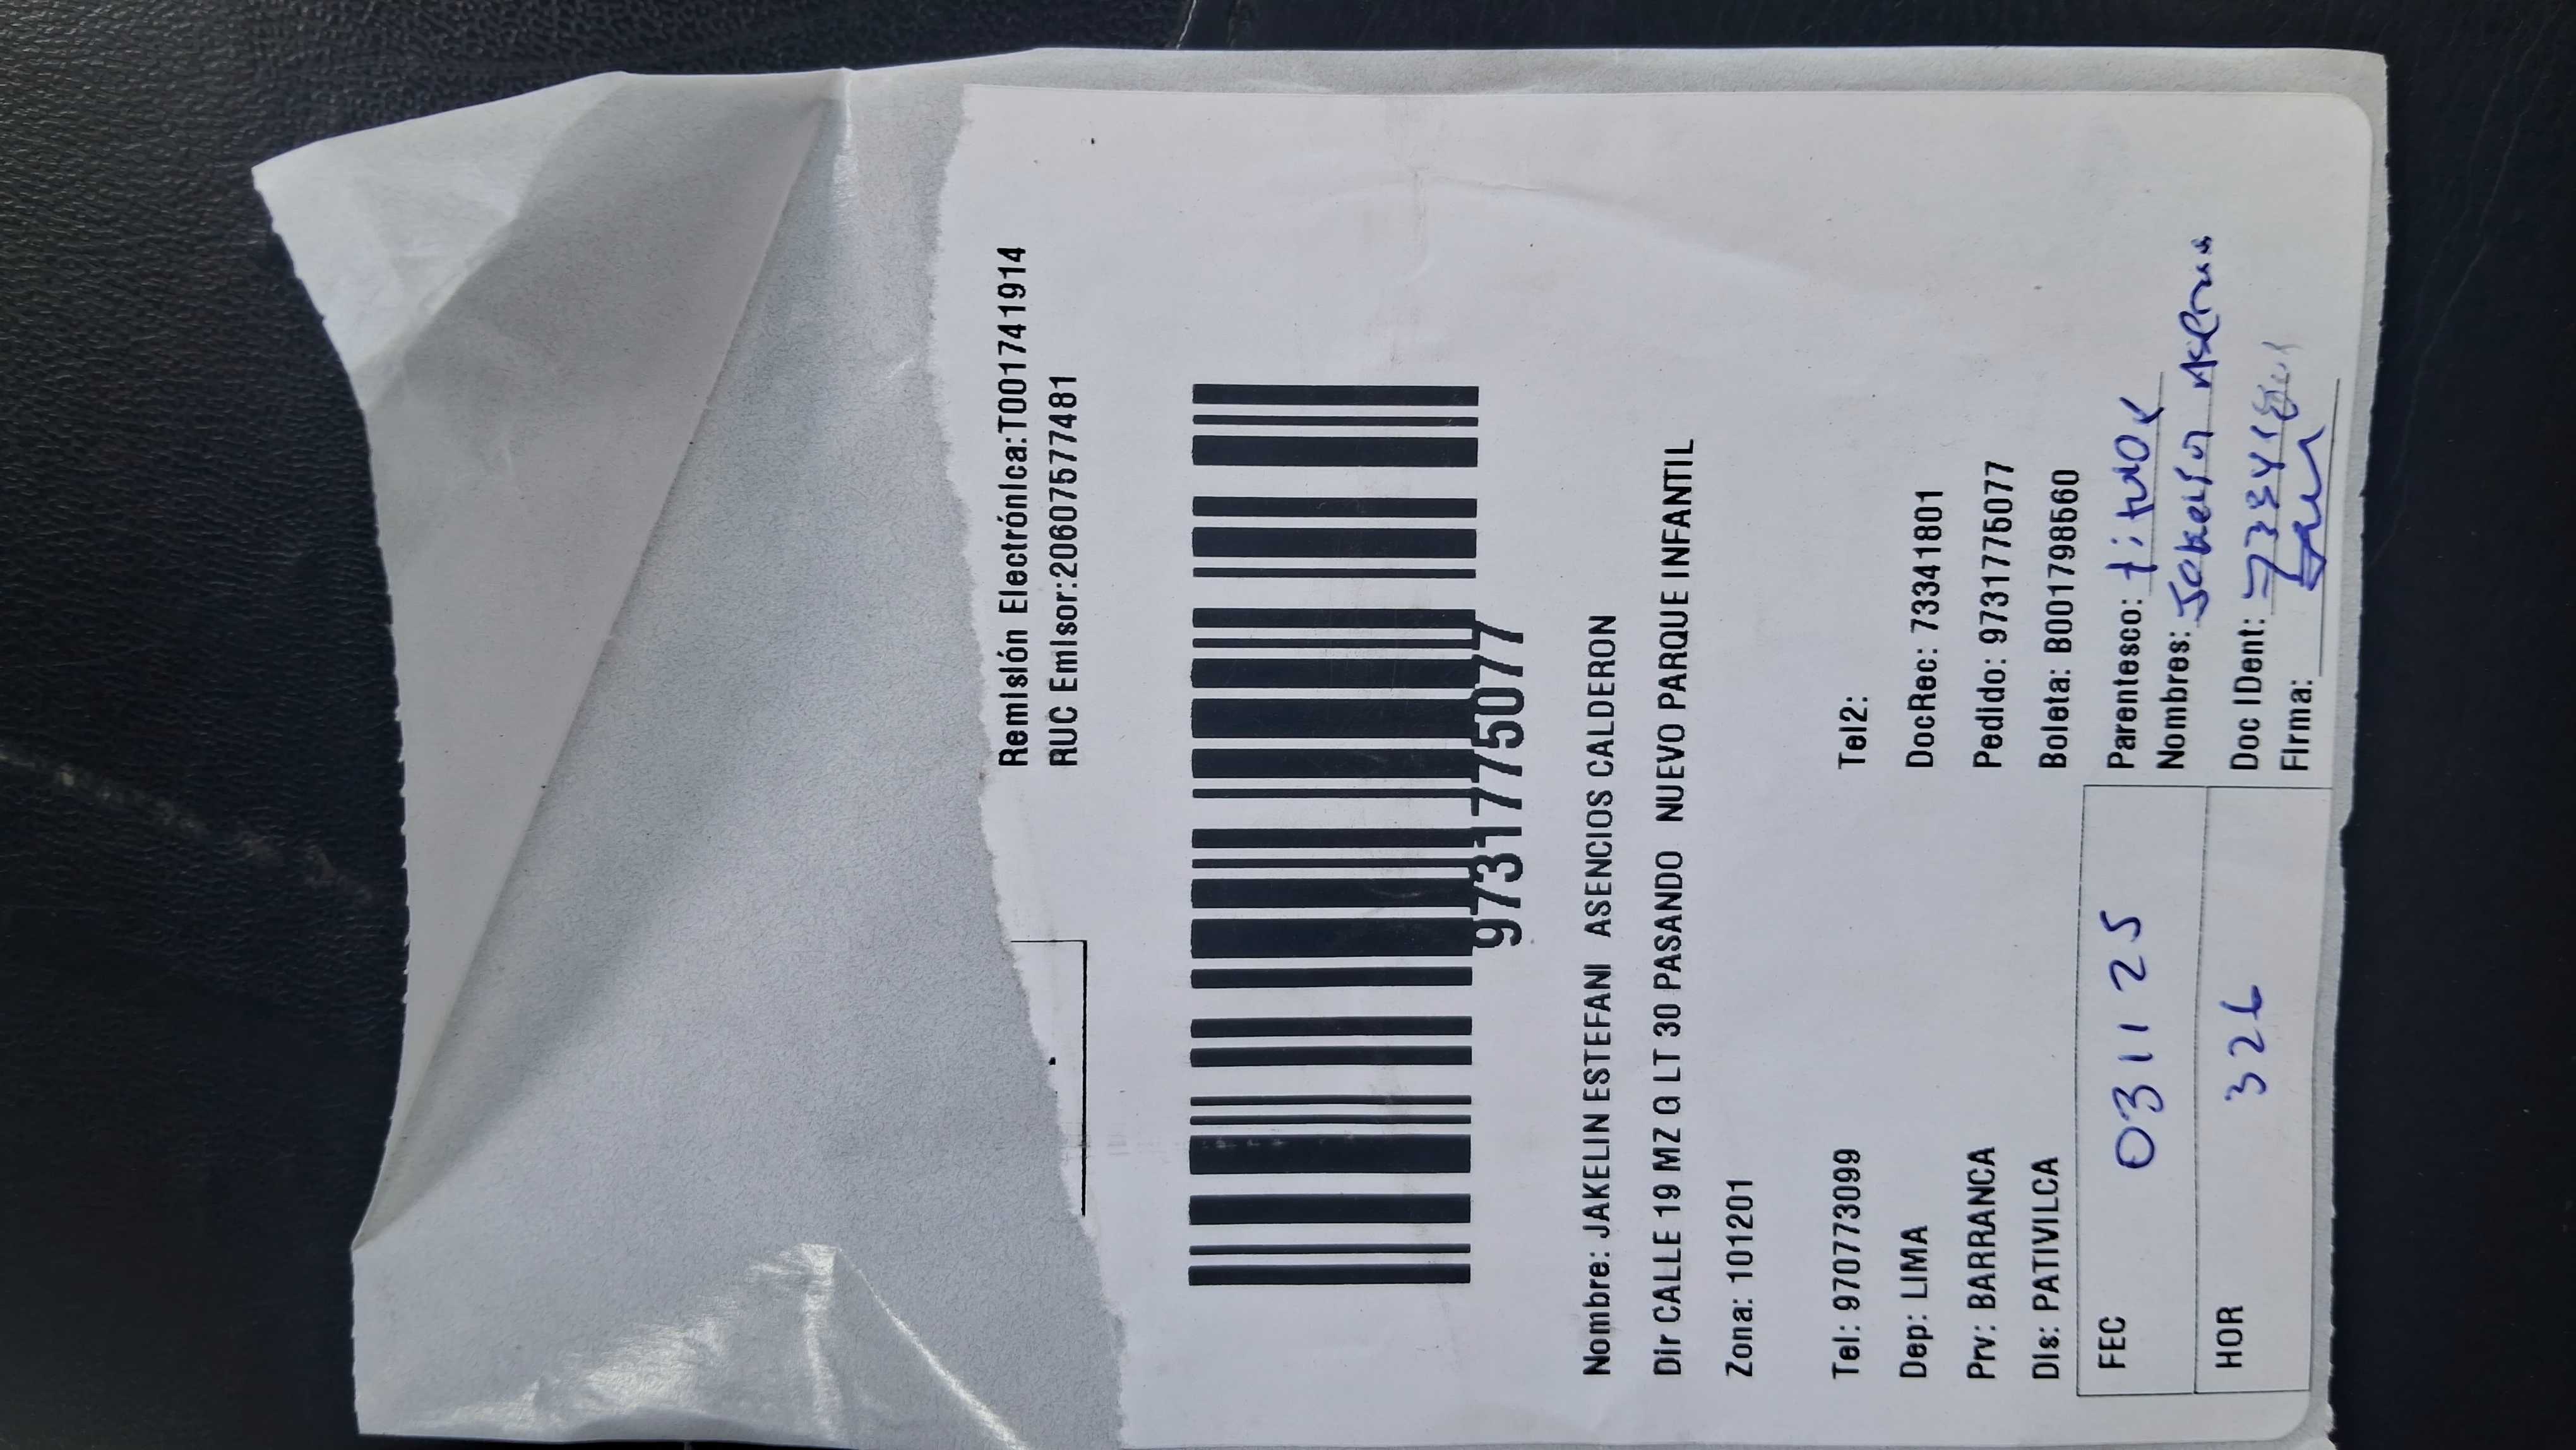 Remisión Electrónica:T001741914
RUC Emisor:20607577481
9731775077
Nombre: JAKELIN ESTEFANI ASENCIOS CALDERON
Dir CALLE 19 MZ G LT 30 PASANDO NUEVO PARQUE INFANTIL
Zona: 101201
Tel: 970773099 Tel2:
Dep: LIMA DocRec: 73341801
Prv: BARRANCA Pedido: 9731775077
Dis: PATIVILCA Boleta: B001798560
FEC 031125 Parentesco: titular
Nombres:
HOR 326 Doc IDent:
Firma: